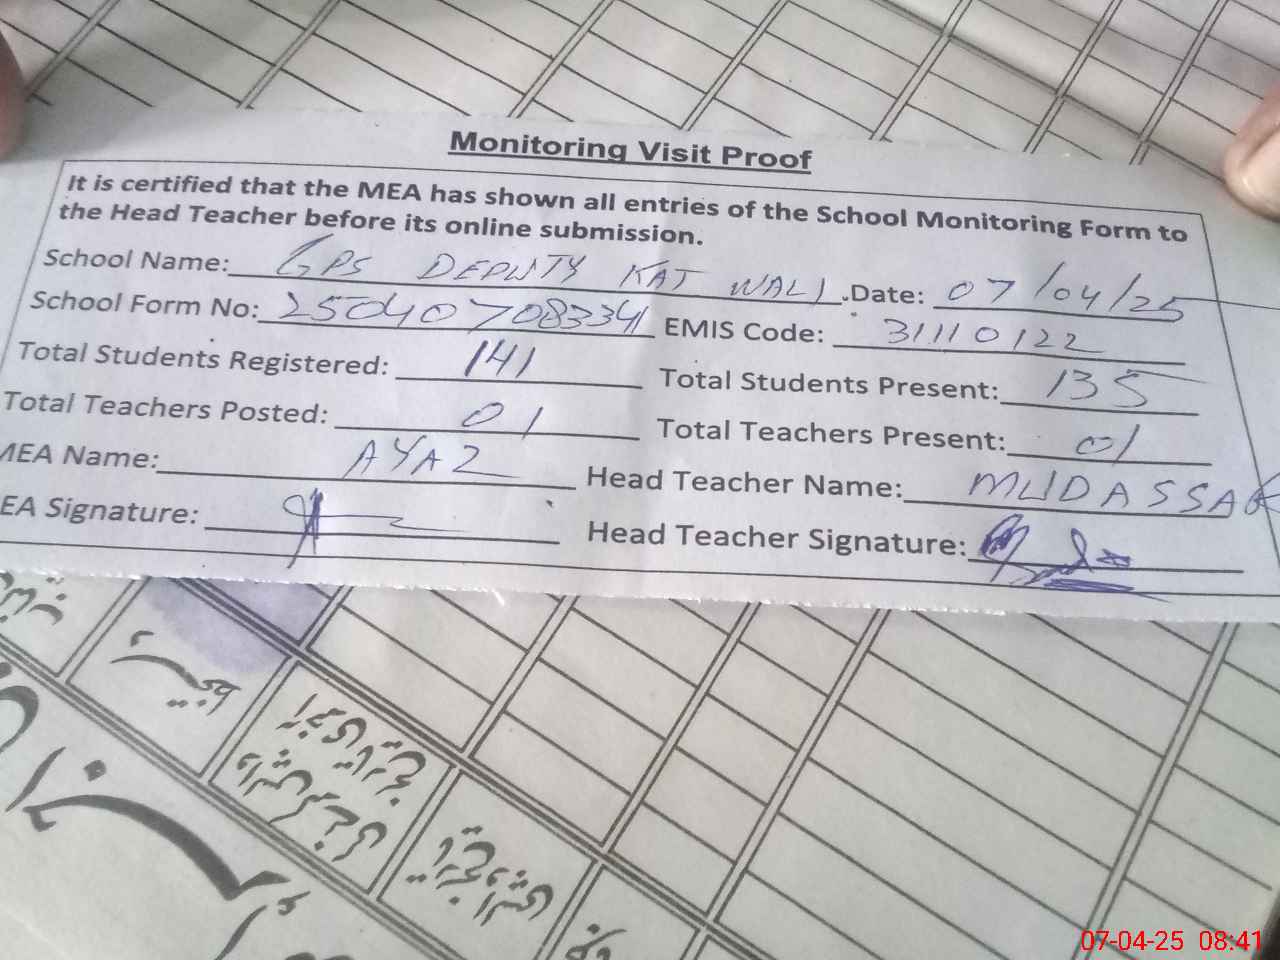 Monitoring Visit Proof
It is certified that the MEA has shown all entries of the School Monitoring Form to
the Head Teacher before its online submission.
School Name: GPS DEPUTY KAT WALI .Date: 07/04/25
School Form No: 250407083341 EMIS Code: 31110122
Total Students Registered: 141 Total Students Present: 135
Total Teachers Posted: 01 Total Teachers Present: 01
MEA Name: AYAZ Head Teacher Name: MUDASSAR
EA Signature: Head Teacher Signature:
07-04-25 08:41